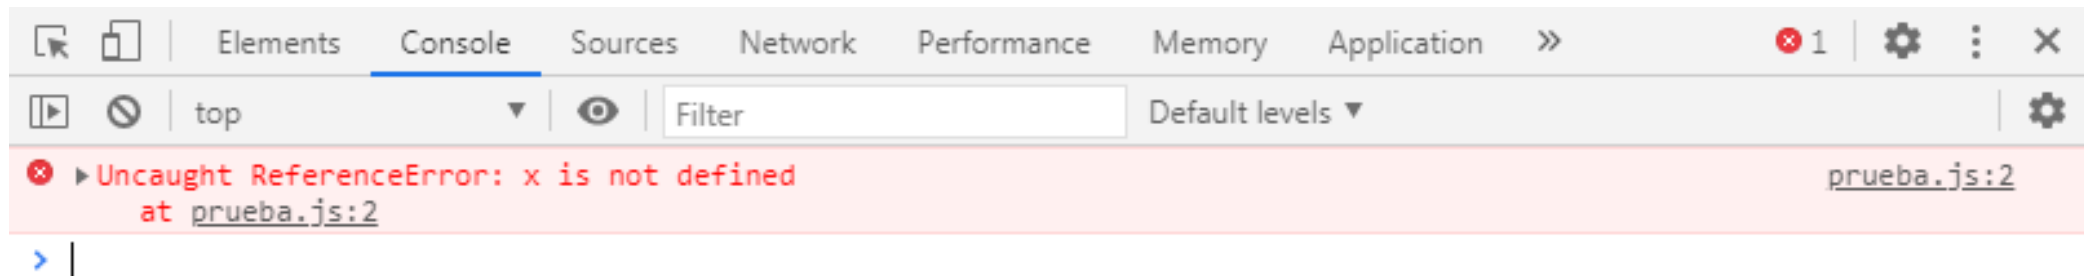 Elements Console Sources Network Performance Memory Application » 1
top Filter Default levels
Uncaught ReferenceError: x is not defined prueba.js:2
at prueba.js:2